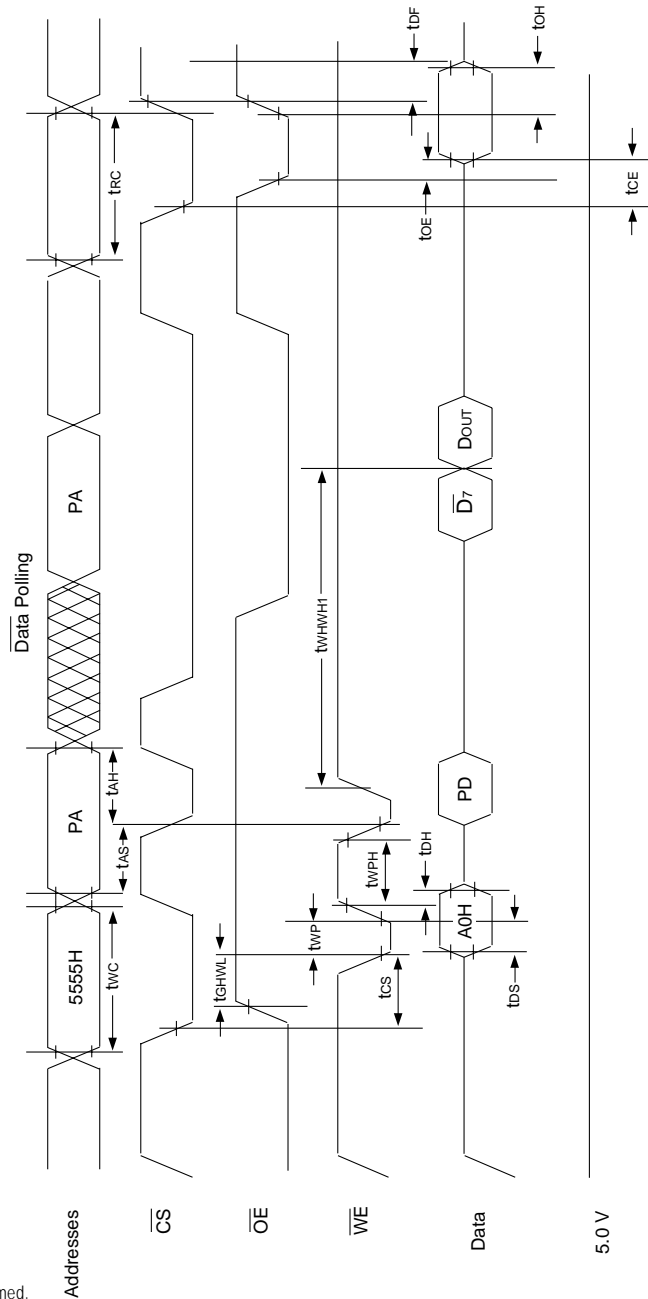 Data Polling
Addresses
5555H
PA
PA
tWC
tAS
tAH
tRC
CS
OE
tGHWL
WE
tCS
tWP
tWPH
tWHWH1
Data
A0H
PD
D7
DOUT
tDS
tDH
tOE
tDF
tOH
tCE
5.0 V
med.